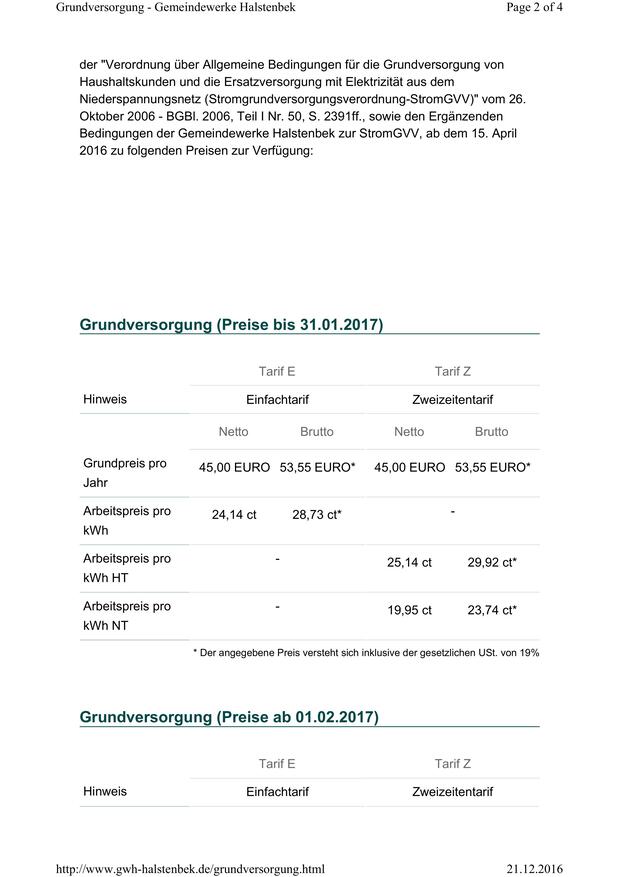 Grundversorgung - Gemeindewerke Halstenbek Page 2 of 4
der "Verordnung über Allgemeine Bedingungen für die Grundversorgung von
Haushaltskunden und die Ersatzversorgung mit Elektrizität aus dem
Niederspannungsnetz (Stromgrundversorgungsverordnung-StromGVV)" vom 26.
Oktober 2006 - BGBl. 2006, Teil I Nr. 50, S. 2391ff., sowie den Ergänzenden
Bedingungen der Gemeindewerke Halstenbek zur StromGVV, ab dem 15. April
2016 zu folgenden Preisen zur Verfügung:
Grundversorgung (Preise bis 31.01.2017)
Tarif E Tarif Z
Hinweis Einfachtarif Zweizeitentarif
Netto Brutto Netto Brutto
Grundpreis pro
Jahr
45,00 EURO 53,55 EURO* 45,00 EURO 53,55 EURO*
Arbeitspreis pro
kWh
24,14 ct 28,73 ct* -
Arbeitspreis pro
kWh HT
- 25,14 ct 29,92 ct*
Arbeitspreis pro
kWh NT
- 19,95 ct 23,74 ct*
* Der angegebene Preis versteht sich inklusive der gesetzlichen USt. von 19%
Grundversorgung (Preise ab 01.02.2017)
Tarif E Tarif Z
Hinweis Einfachtarif Zweizeitentarif
http://www.gwh-halstenbek.de/grundversorgung.html 21.12.2016